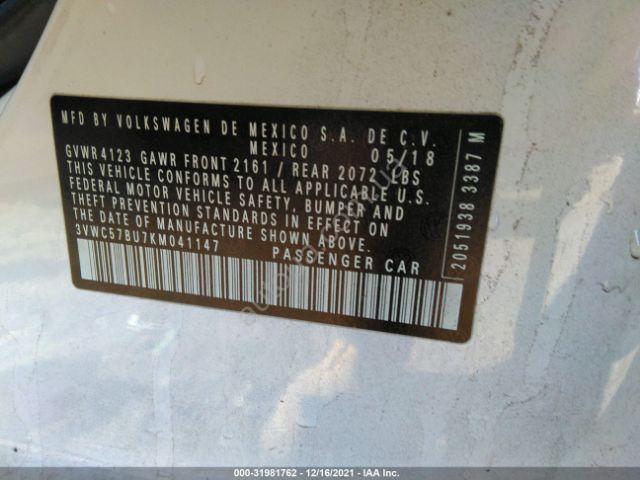 MFD BY VOLKSWAGEN DE MEXICO S.A. DE C.V.
MEXICO 05/18
GVWR 4123 GAWR FRONT 2161 / REAR 2072 LBS
THIS VEHICLE CONFORMS TO ALL APPLICABLE U.S.
FEDERAL MOTOR VEHICLE SAFETY, BUMPER AND
THEFT PREVENTION STANDARDS IN EFFECT ON
THE DATE OF MANUFACTURE SHOWN ABOVE.
3VWC57BU7KM041147 PASSENGER CAR
2051938 3387 M
000-31981762 - 12/16/2021 - IAA Inc.